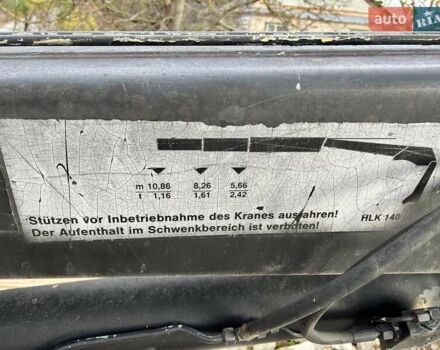 auto
RIA
m 10,86 8,26 5,66
t 1,16 1,61 2,42
Stützen vor Inbetriebnahme des Kranes ausfahren!
Der Aufenthalt im Schwenkbereich ist verboten!
HLK 140